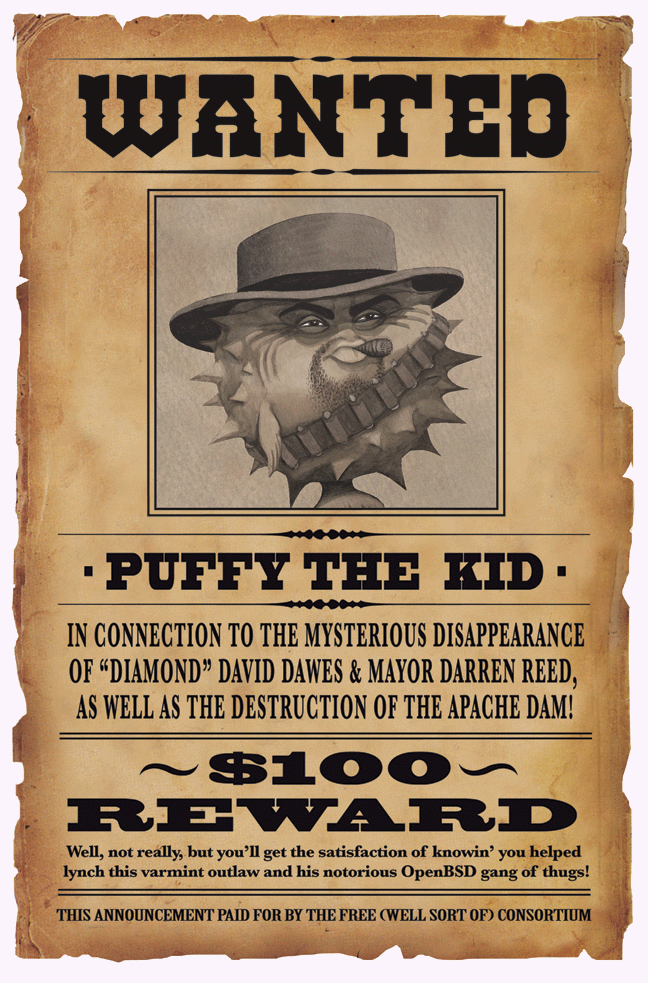 WANTED
· PUFFY THE KID ·
IN CONNECTION TO THE MYSTERIOUS DISAPPEARANCE
OF “DIAMOND” DAVID DAWES & MAYOR DARREN REED,
AS WELL AS THE DESTRUCTION OF THE APACHE DAM!
~$100~
REWARD
Well, not really, but you’ll get the satisfaction of knowin’ you helped
lynch this varmint outlaw and his notorious OpenBSD gang of thugs!
THIS ANNOUNCEMENT PAID FOR BY THE FREE (WELL SORT OF) CONSORTIUM